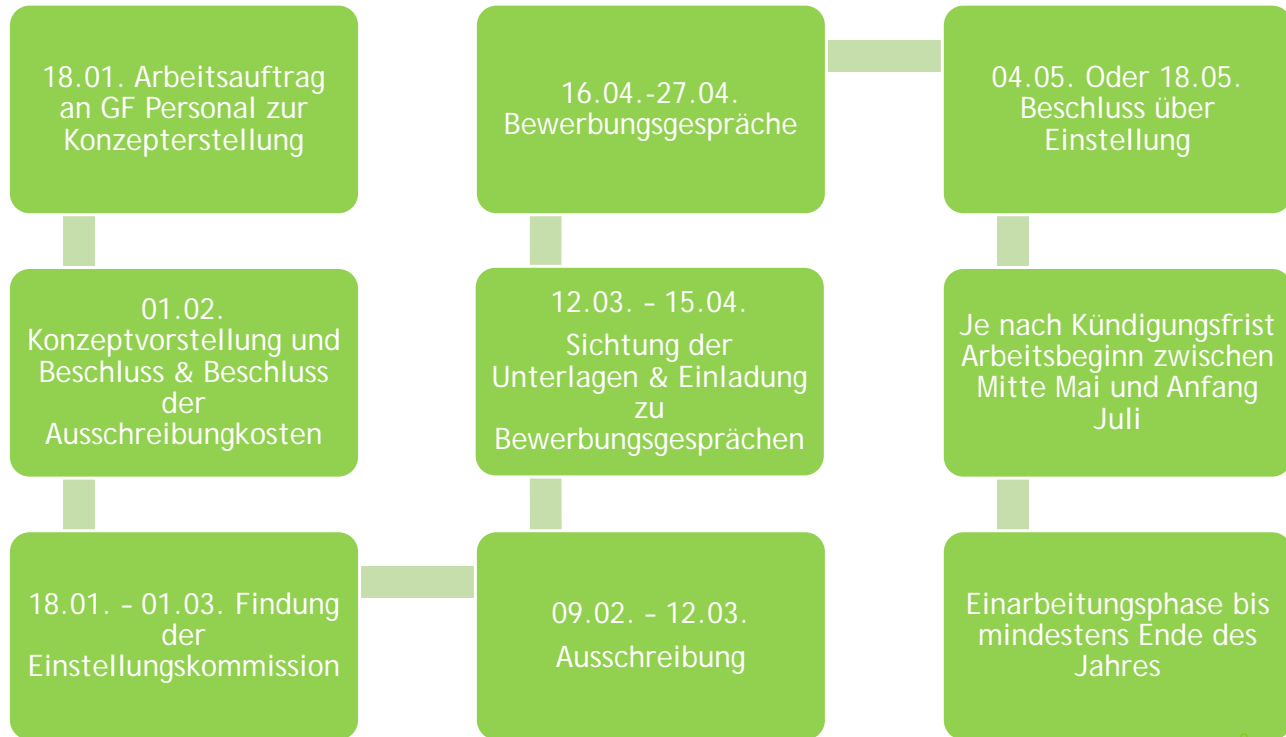 18.01. Arbeitsauftrag
an GF Personal zur
Konzepterstellung
01.02.
Konzeptvorstellung und
Beschluss & Beschluss
der
Ausschreibungkosten
18.01. – 01.03. Findung
der
Einstellungskommission
09.02. – 12.03.
Ausschreibung
12.03. – 15.04.
Sichtung der
Unterlagen & Einladung
zu
Bewerbungsgesprächen
16.04.-27.04.
Bewerbungsgespräche
04.05. Oder 18.05.
Beschluss über
Einstellung
Je nach Kündigungsfrist
Arbeitsbeginn zwischen
Mitte Mai und Anfang
Juli
Einarbeitungsphase bis
mindestens Ende des
Jahres